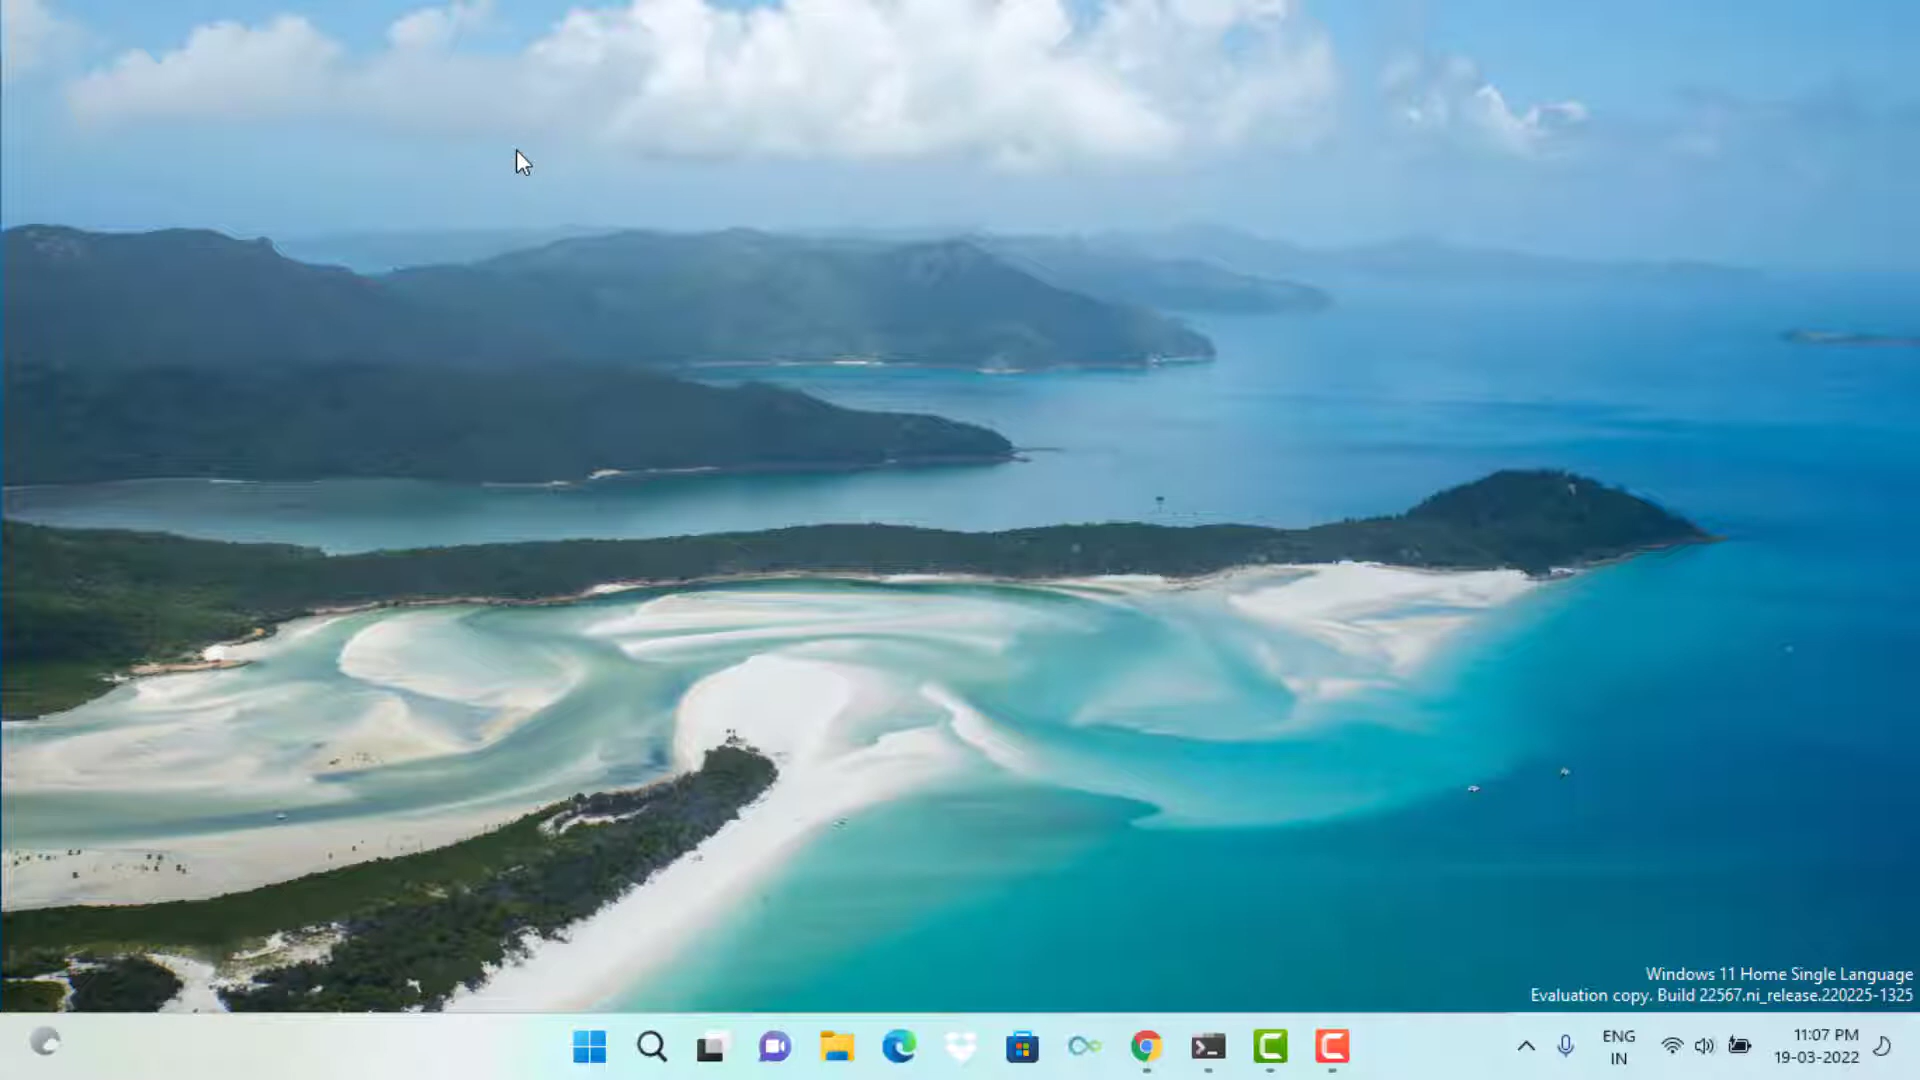 Windows 11 Home Single Language
Evaluation copy. Build 22567.ni_release.220225-1325
ENG
IN
11:07 PM
19-03-2022